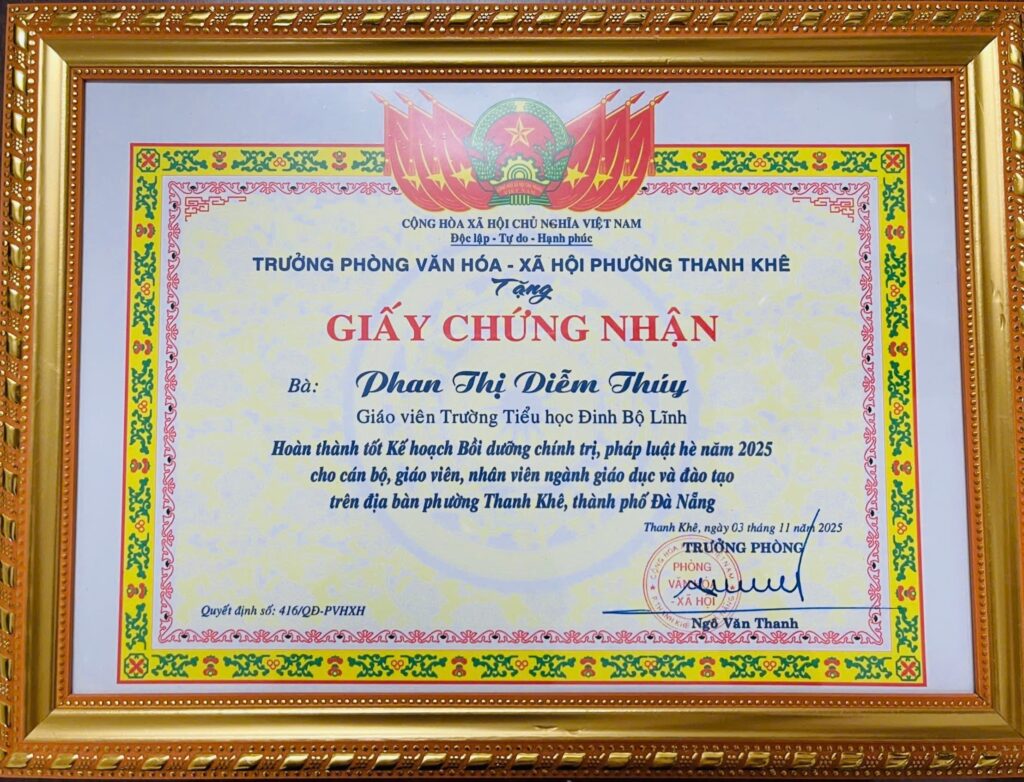 CỘNG HÒA XÃ HỘI CHỦ NGHĨA VIỆT NAM
Độc lập - Tự do - Hạnh phúc
TRƯỞNG PHÒNG VĂN HÓA - XÃ HỘI PHƯỜNG THANH KHÊ
Tặng
GIẤY CHỨNG NHẬN
Bà: Phan Thị Diễm Thúy
Giáo viên Trường Tiểu học Đinh Bộ Lĩnh
Hoàn thành tốt Kế hoạch Bồi dưỡng chính trị, pháp luật hè năm 2025
cho cán bộ, giáo viên, nhân viên ngành giáo dục và đào tạo
trên địa bàn phường Thanh Khê, thành phố Đà Nẵng
Thanh Khê, ngày 03 tháng 11 năm 2025
TRƯỞNG PHÒNG
PHÒNG
VĂN HÓA
- XÃ HỘI
Quyết định số: 416/QĐ-PVHXH
Ngô Văn Thanh